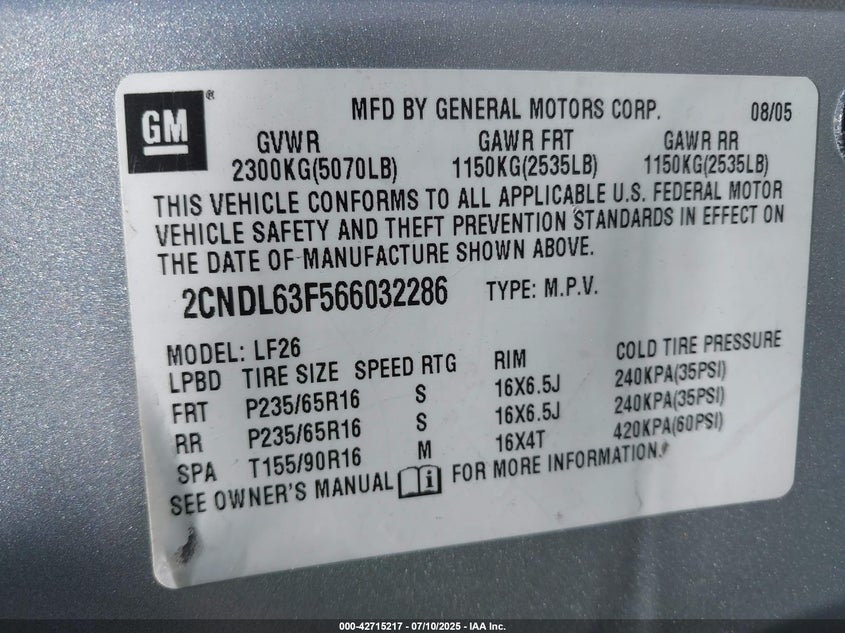 GM® MFD BY GENERAL MOTORS CORP. 08/05
GVWR GAWR FRT GAWR RR
2300KG(5070LB) 1150KG(2535LB) 1150KG(2535LB)
THIS VEHICLE CONFORMS TO ALL APPLICABLE U.S. FEDERAL MOTOR
VEHICLE SAFETY AND THEFT PREVENTION STANDARDS IN EFFECT ON
THE DATE OF MANUFACTURE SHOWN ABOVE.
2CNDL63F566032286 TYPE: M.P.V.
MODEL: LF26
LPBD TIRE SIZE SPEED RTG RIM COLD TIRE PRESSURE
FRT P235/65R16 S 16X6.5J 240KPA(35PSI)
RR P235/65R16 S 16X6.5J 240KPA(35PSI)
SPA T155/90R16 M 16X4T 420KPA(60PSI)
SEE OWNER'S MANUAL i FOR MORE INFORMATION.
000-42715217 - 07/10/2025 - IAA Inc.